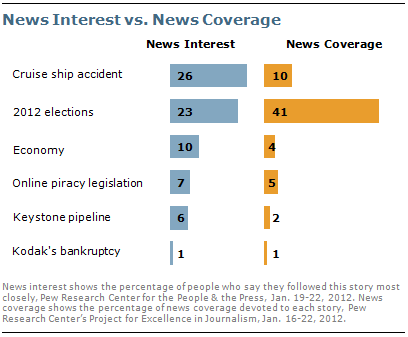 News Interest vs. News Coverage
News Interest News Coverage
Cruise ship accident 26 10
2012 elections 23 41
Economy 10 4
Online piracy legislation 7 5
Keystone pipeline 6 2
Kodak's bankruptcy 1 1
News interest shows the percentage of people who say they followed this story most
closely, Pew Research Center for the People & the Press, Jan. 19-22, 2012. News
coverage shows the percentage of news coverage devoted to each story, Pew
Research Center's Project for Excellence in Journalism, Jan. 16-22, 2012.